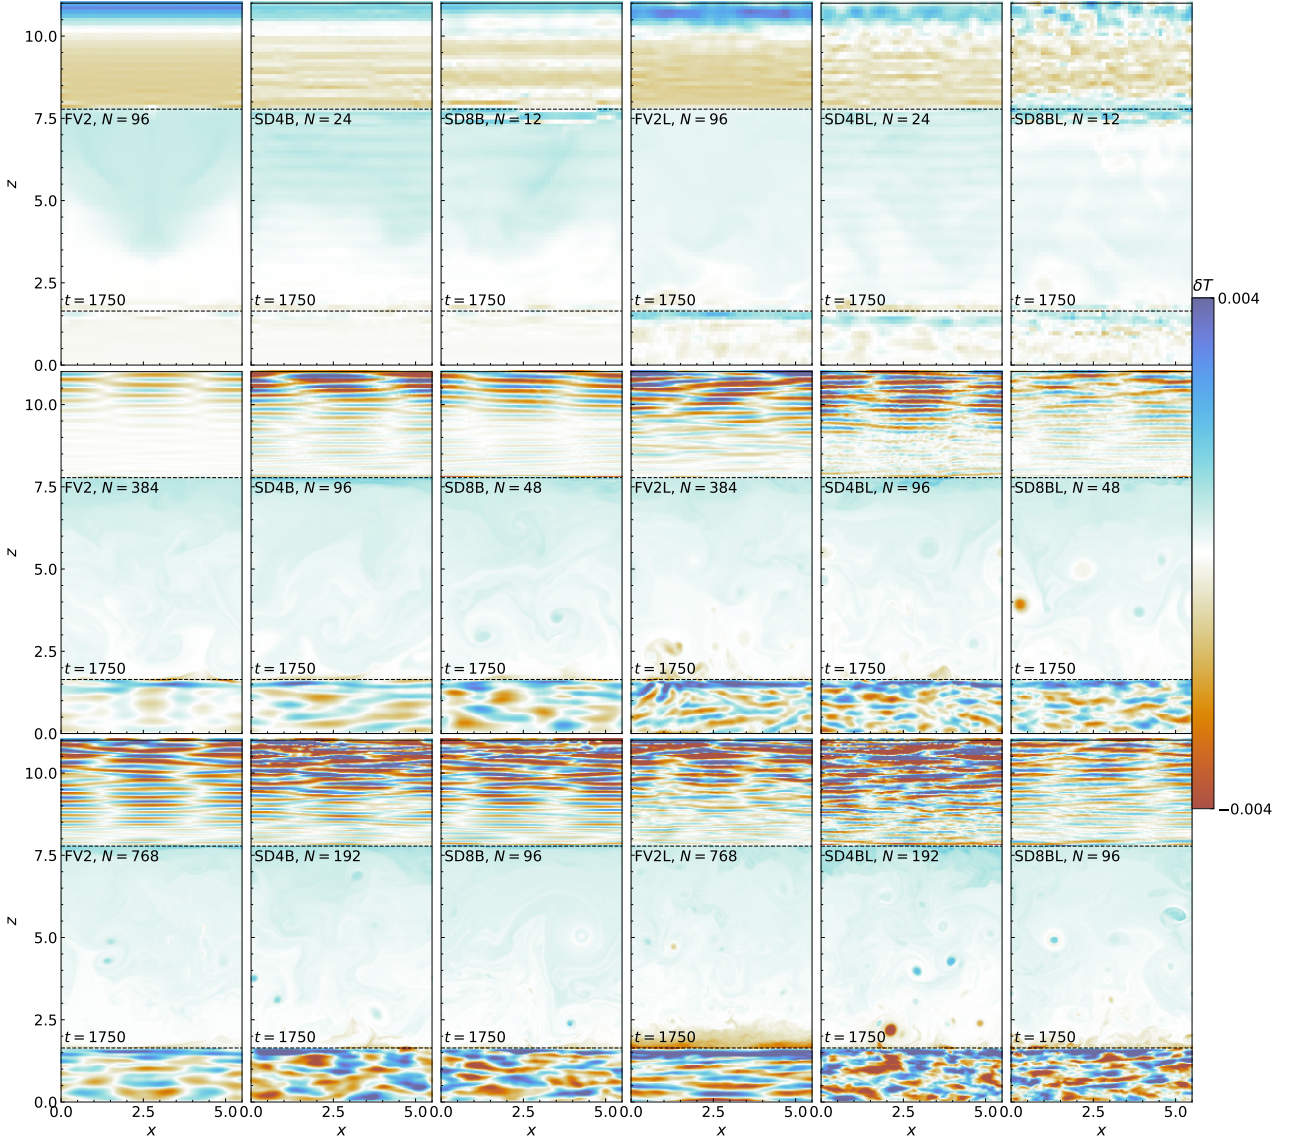 10.0
7.5
5.0
2.5
0.0
z
FV2, N = 96
SD4B, N = 24
SD8B, N = 12
FV2L, N = 96
SD4BL, N = 24
SD8BL, N = 12
t = 1750
t = 1750
t = 1750
t = 1750
t = 1750
t = 1750
δT
0.004
−0.004
10.0
7.5
5.0
2.5
0.0
z
FV2, N = 384
SD4B, N = 96
SD8B, N = 48
FV2L, N = 384
SD4BL, N = 96
SD8BL, N = 48
t = 1750
t = 1750
t = 1750
t = 1750
t = 1750
t = 1750
10.0
7.5
5.0
2.5
0.0
z
FV2, N = 768
SD4B, N = 192
SD8B, N = 96
FV2L, N = 768
SD4BL, N = 192
SD8BL, N = 96
t = 1750
t = 1750
t = 1750
t = 1750
t = 1750
t = 1750
0.0 2.5 5.0 0.0 2.5 5.0 0.0 2.5 5.0 0.0 2.5 5.0 0.0 2.5 5.0 0.0 2.5 5.0
x x x x x x